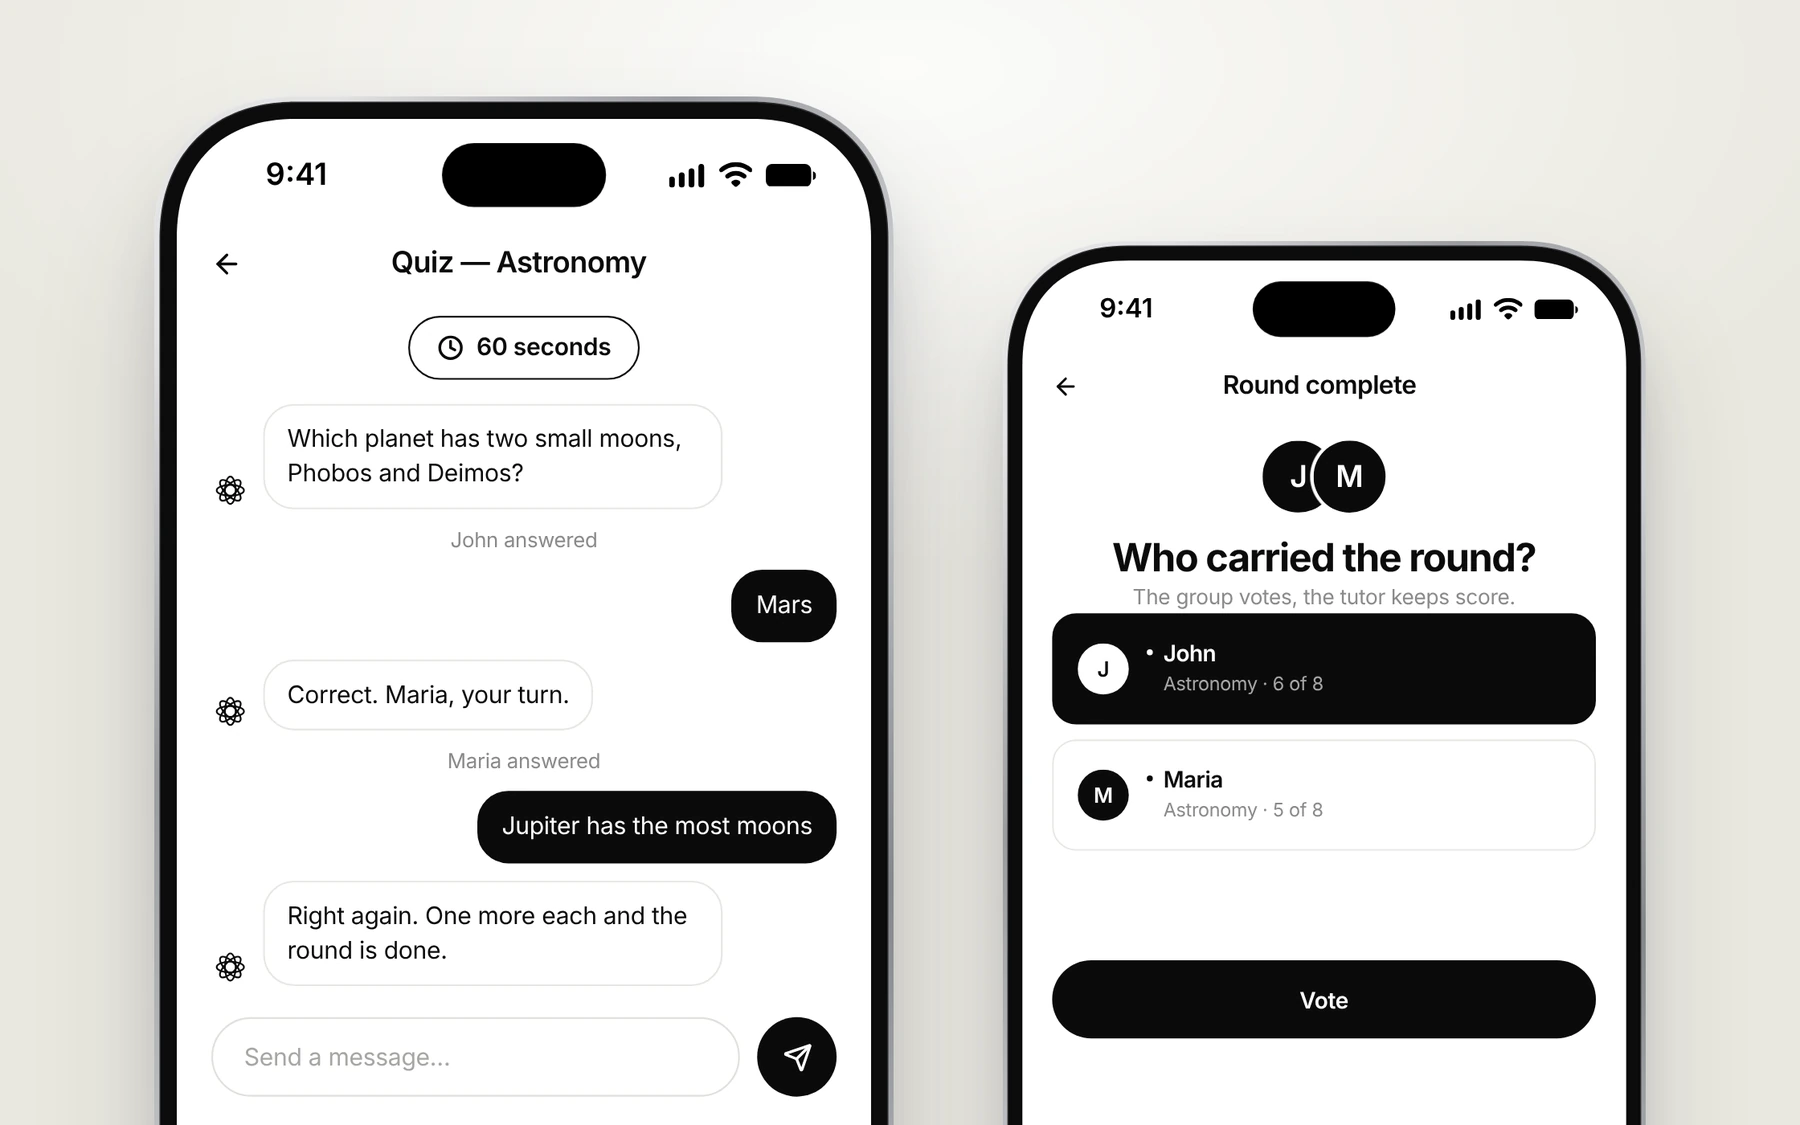 9:41
Quiz — Astronomy
60 seconds
Which planet has two small moons,
Phobos and Deimos?
John answered
Mars
Correct. Maria, your turn.
Maria answered
Jupiter has the most moons
Right again. One more each and the
round is done.
Send a message...
9:41
Round complete
J M
Who carried the round?
The group votes, the tutor keeps score.
J
• John
Astronomy · 6 of 8
M
• Maria
Astronomy · 5 of 8
Vote